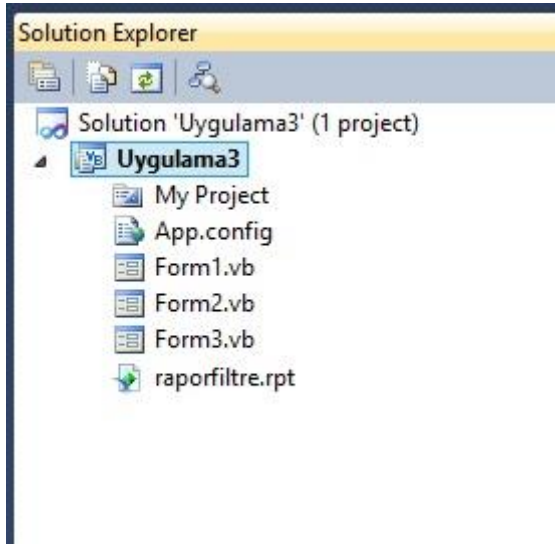 Solution Explorer
Solution 'Uygulama3' (1 project)
VB Uygulama3
My Project
App.config
Form1.vb
Form2.vb
Form3.vb
raporfiltre.rpt